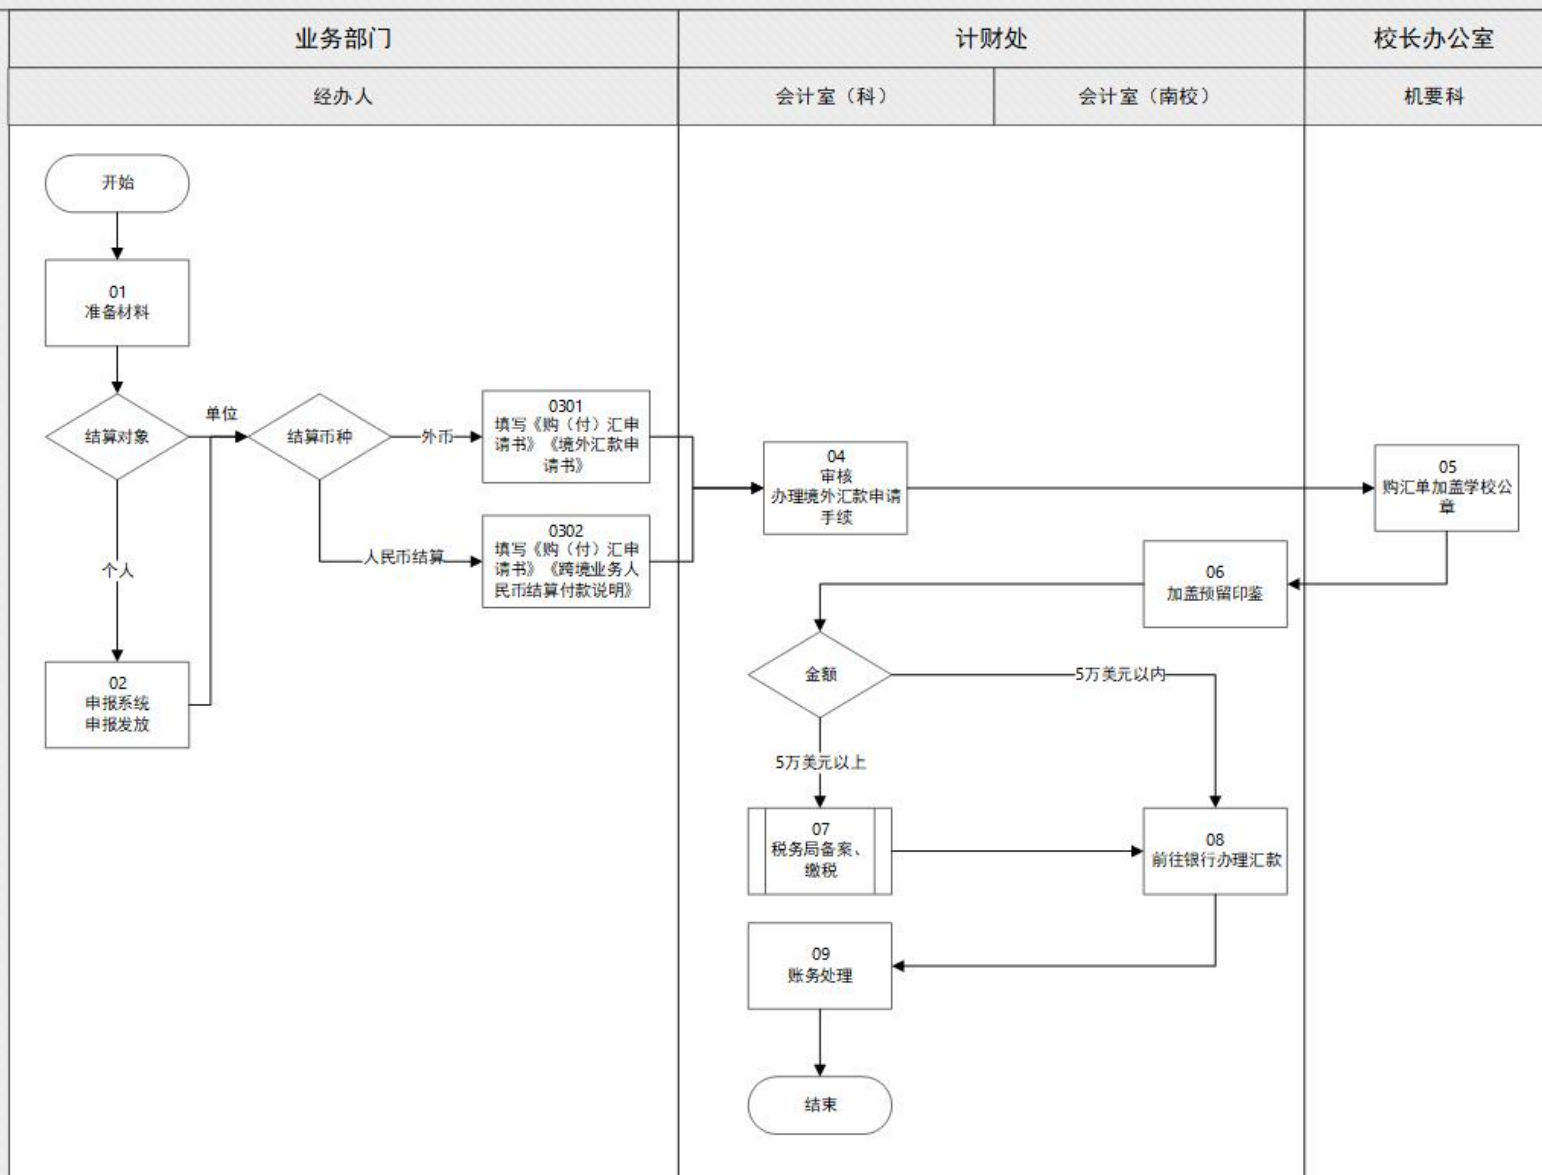 业务部门
计财处
校长办公室
经办人
会计室（科）
会计室（南校）
机要科
开始
01
准备材料
结算对象
单位
个人
02
申报系统
申报发放
结算币种
外币
人民币结算
0301
填写《购（付）汇申
请书》《境外汇款申
请书》
0302
填写《购（付）汇申
请书》《跨境业务人
民币结算付款说明》
04
审核
办理境外汇款申请
手续
05
购汇单加盖学校公
章
06
加盖预留印鉴
金额
5万美元以内
5万美元以上
07
税务局备案、
缴税
08
前往银行办理汇款
09
账务处理
结束